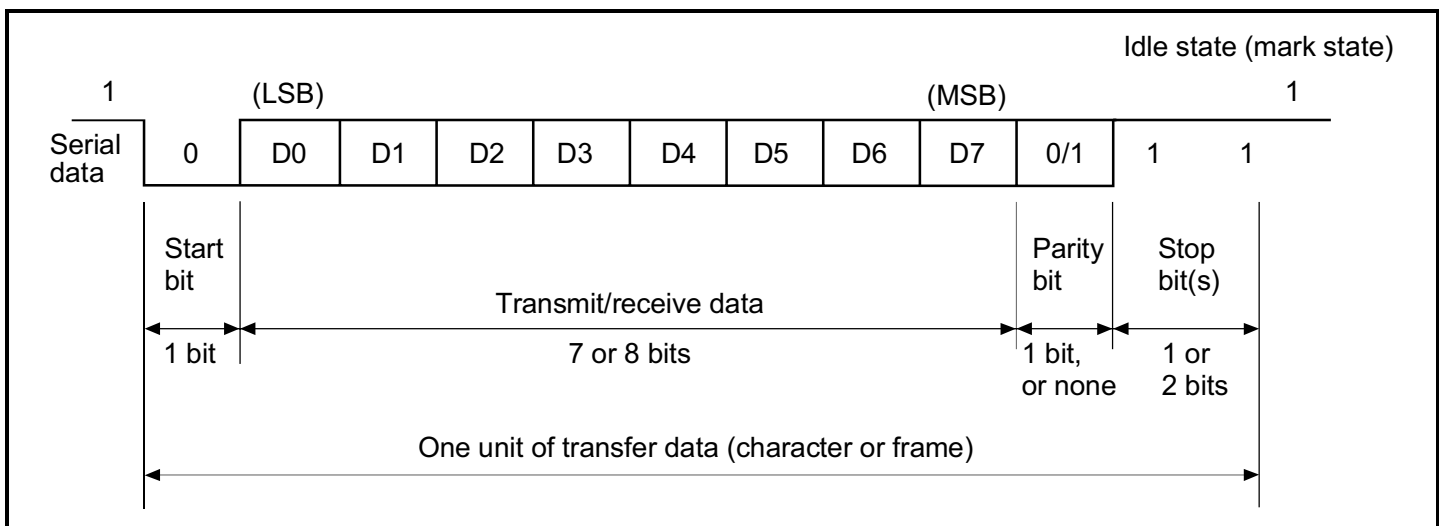 Idle state (mark state)
1 (LSB) (MSB) 1
Serial
data
0 D0 D1 D2 D3 D4 D5 D6 D7 0/1 1 1
Start
bit
Parity
bit
Stop
bit(s)
Transmit/receive data
1 bit
7 or 8 bits
1 bit,
or none
1 or
2 bits
One unit of transfer data (character or frame)